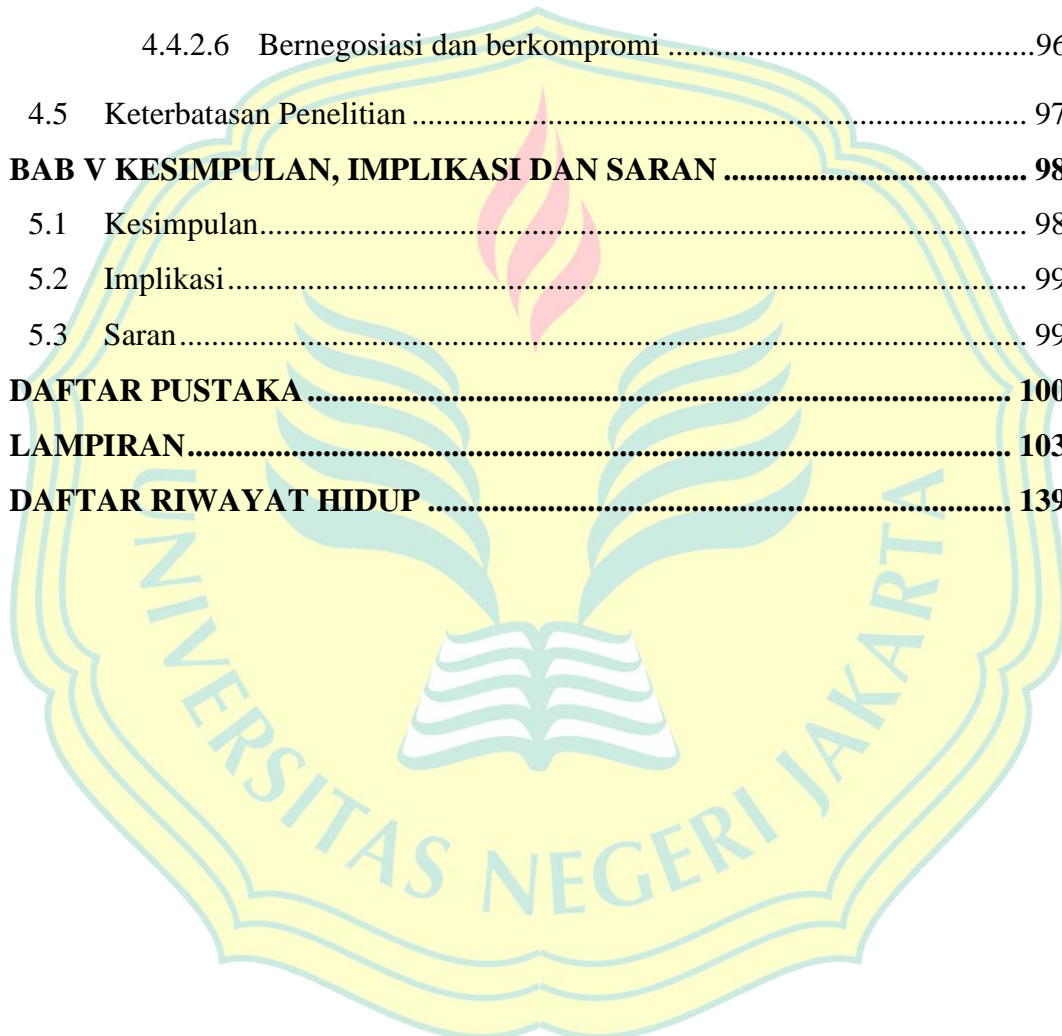 4.4.2.6 Bernegosiasi dan berkompromi ........................................................96
4.5 Keterbatasan Penelitian ............................................................................................ 97
BAB V KESIMPULAN, IMPLIKASI DAN SARAN ............................................. 98
5.1 Kesimpulan.................................................................................................................. 98
5.2 Implikasi....................................................................................................................... 99
5.3 Saran.............................................................................................................................. 99
DAFTAR PUSTAKA ........................................................................................................ 100
LAMPIRAN........................................................................................................................ 103
DAFTAR RIWAYAT HIDUP ......................................................................................... 139
UNIVERSITAS NEGERI JAKARTA